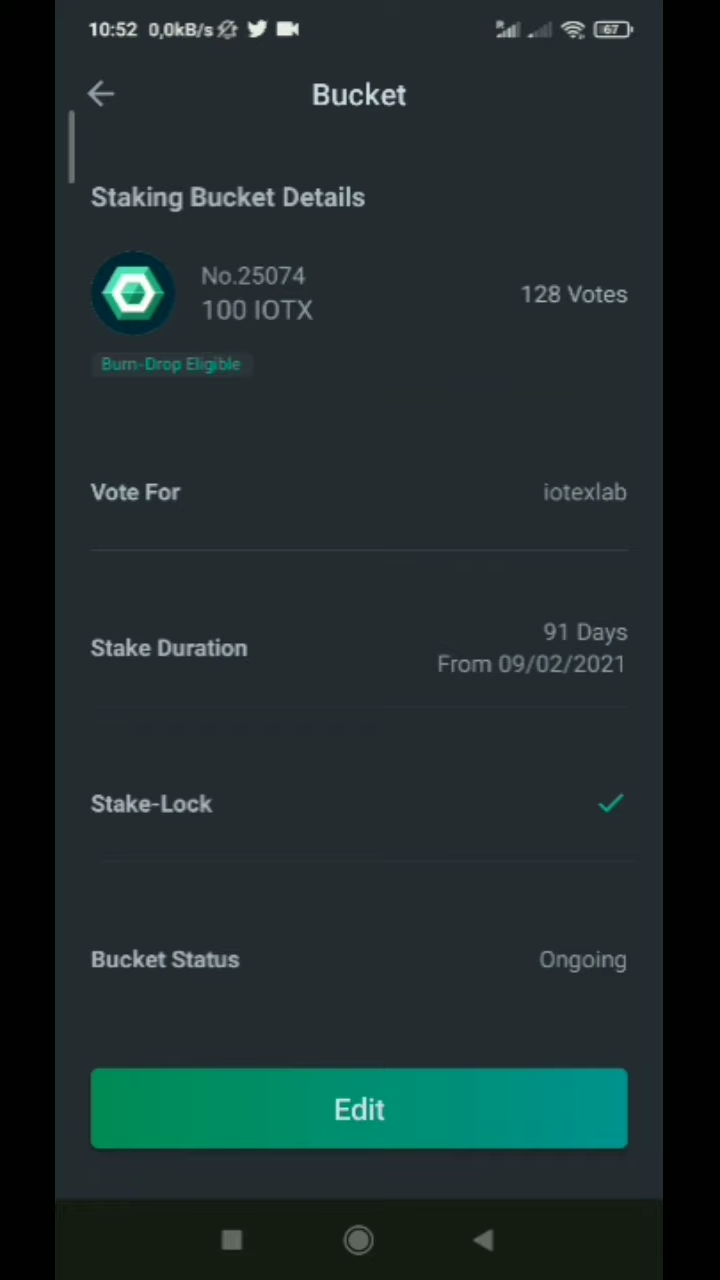 10:52 0,0kB/s
67
Bucket
Staking Bucket Details
No.25074
100 IOTX
128 Votes
Burn-Drop Eligible
Vote For
iotexlab
Stake Duration
91 Days
From 09/02/2021
Stake-Lock
Bucket Status
Ongoing
Edit